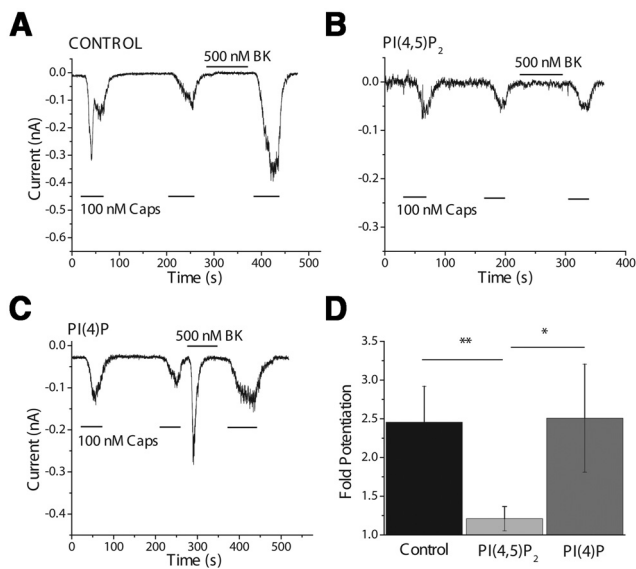 A
CONTROL
500 nM BK
0.0
-0.1
-0.2
-0.3
-0.4
-0.5
-0.6
Current (nA)
100 nM Caps
0 100 200 300 400 500
Time (s)
B
PI(4,5)P2
500 nM BK
0.0
-0.1
-0.2
-0.3
Current (nA)
100 nM Caps
0 100 200 300 400
Time (s)
C
PI(4)P
500 nM BK
0.0
-0.1
-0.2
-0.3
-0.4
Current (nA)
100 nM Caps
0 100 200 300 400 500
Time (s)
D
3.5
3.0
2.5
2.0
1.5
1.0
Fold Potentiation
** *
Control PI(4,5)P2 PI(4)P